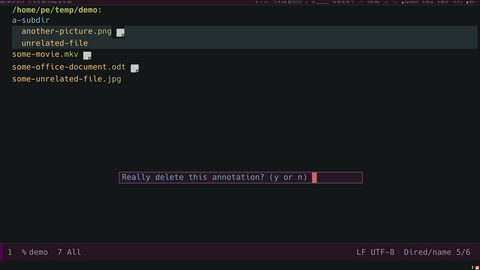 /home/pe/temp/demo:
a-subdir
another-picture.png
unrelated-file
some-movie.mkv
some-office-document.odt
some-unrelated-file.jpg
Really delete this annotation? (y or n)
1 % demo 7 All LF UTF-8 Dired/name 5/6